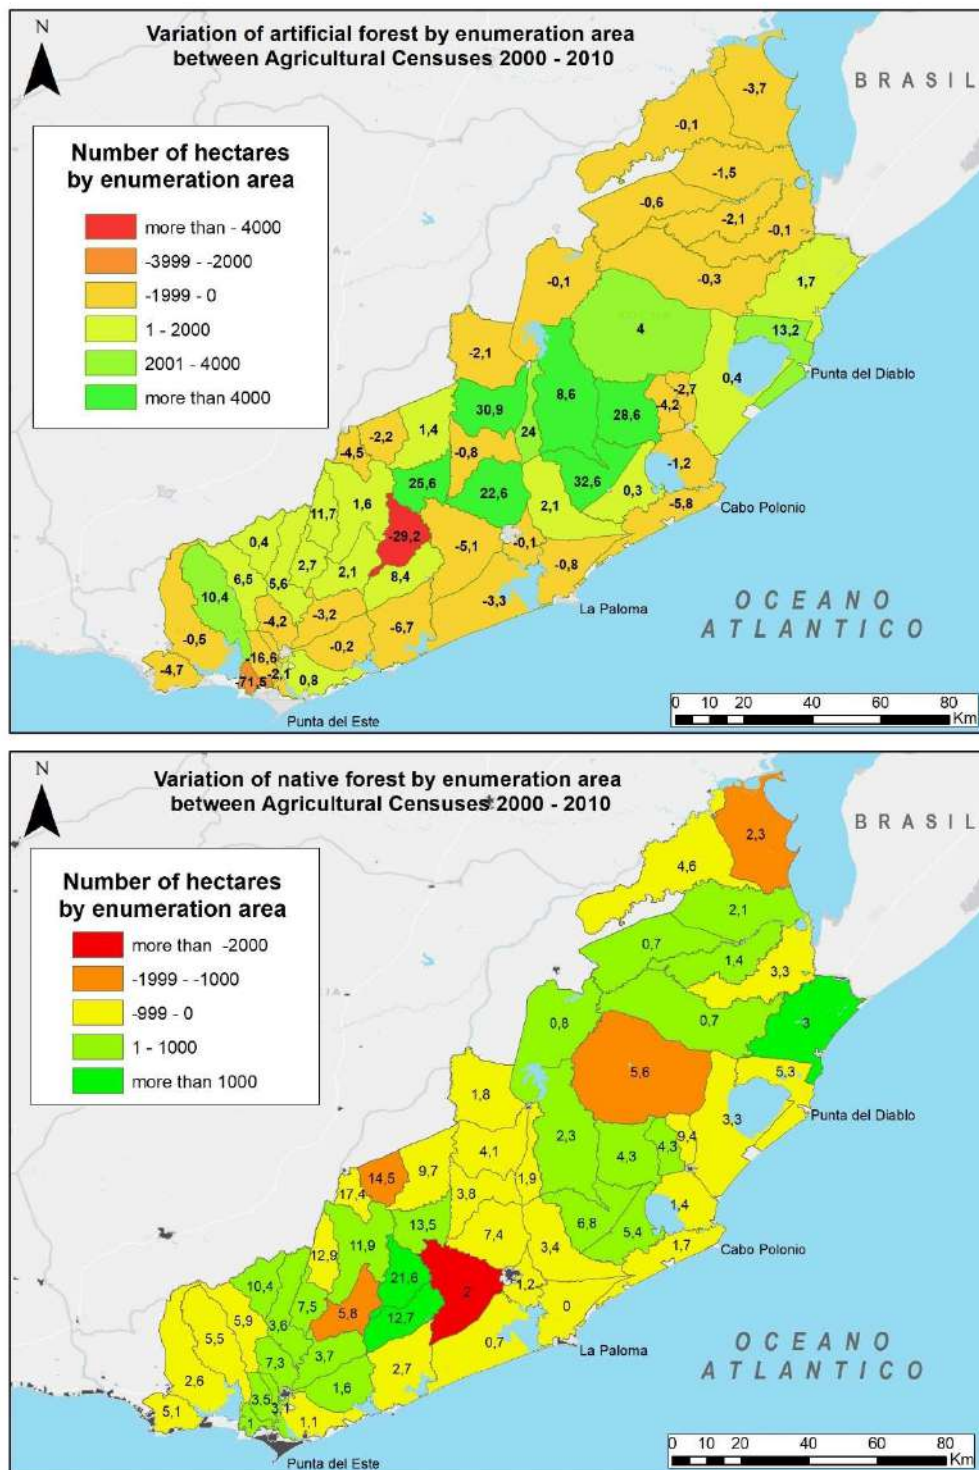 N
Variation of artificial forest by enumeration area
between Agricultural Censuses 2000 - 2010
BRASIL
Number of hectares
by enumeration area
more than - 4000
-3999 - -2000
-1999 - 0
1 - 2000
2001 - 4000
more than 4000
-3,7
-0,1
-1,5
-0,6
-2,1
-0,1
-0,3
-0,1
1,7
4
13,2
-2,1
Punta del Diablo
0,4
8,6
-2,7
30,9
28,6
-4,2
1,4
24
-2,2
-4,5
-0,8
-1,2
25,6
32,6
22,6
0,3
1,6
2,1
-5,8
11,7
Cabo Polonio
-29,2
0,4
-5,1
-0,1
2,7
-0,8
6,5
2,1
8,4
5,6
10,4
-3,3
La Paloma
-3,2
-4,2
-6,7
-0,5
-0,2
-16,6
-4,7
-2,1
-71,5
0,8
OCEANO
ATLANTICO
Punta del Este
0 10 20 40 60 80
Km
N
Variation of native forest by enumeration area
between Agricultural Censuses 2000 - 2010
BRASIL
Number of hectares
by enumeration area
more than -2000
-1999 - -1000
-999 - 0
1 - 1000
more than 1000
2,3
4,6
2,1
0,7
1,4
3,3
0,8
0,7
-3
5,6
5,3
1,8
Punta del Diablo
3,3
2,3
9,4
4,1
4,3
4,3
9,7
14,5
1,9
17,4
3,8
1,4
13,5
6,8
7,4
5,4
11,9
3,4
1,7
12,9
Cabo Polonio
21,6
10,4
2
1,2
7,5
0
5,8
12,7
5,9
3,6
5,5
0,7
La Paloma
3,7
7,3
2,7
2,6
1,6
3,5
5,1
3,1
1
1,1
OCEANO
ATLANTICO
Punta del Este
0 10 20 40 60 80
Km